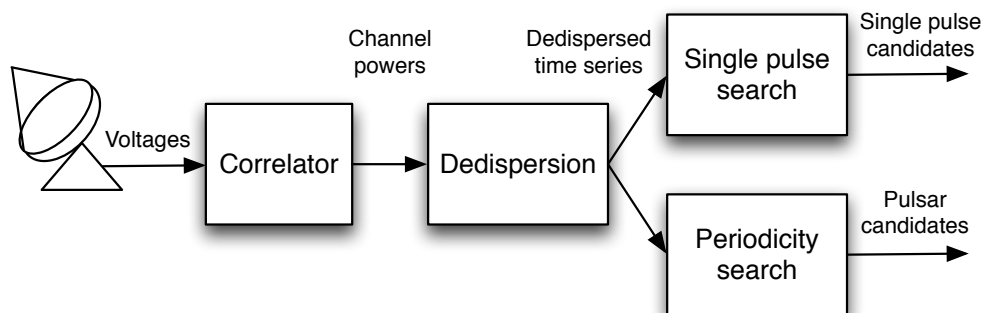 Voltages
Correlator
Channel
powers
Dedispersion
Dedispersed
time series
Single pulse
search
Single pulse
candidates
Periodicity
search
Pulsar
candidates